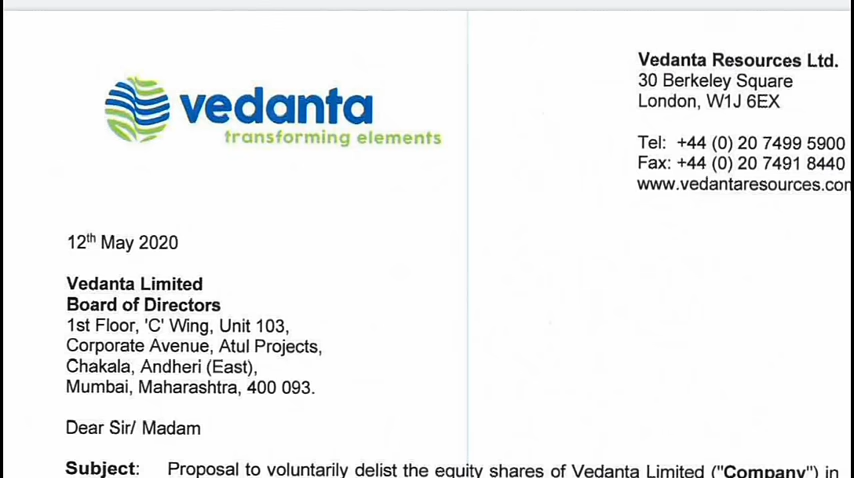 vedanta
transforming elements
Vedanta Resources Ltd.
30 Berkeley Square
London, W1J 6EX
Tel: +44 (0) 20 7499 5900
Fax: +44 (0) 20 7491 8440
www.vedantaresources.com
12th May 2020
Vedanta Limited
Board of Directors
1st Floor, 'C' Wing, Unit 103,
Corporate Avenue, Atul Projects,
Chakala, Andheri (East),
Mumbai, Maharashtra, 400 093.
Dear Sir/ Madam
Subject: Proposal to voluntarily delist the equity shares of Vedanta Limited ("Company") in